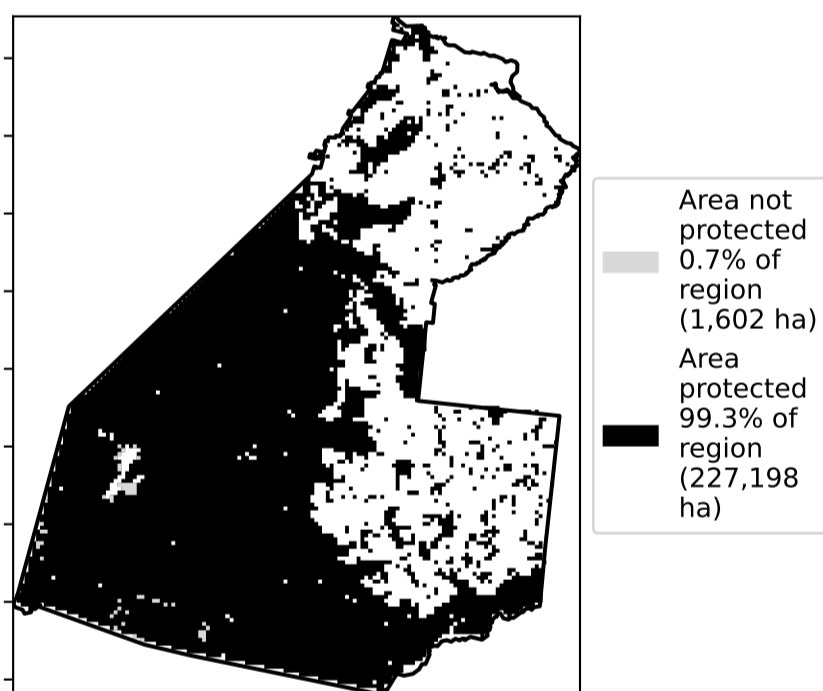 Area not
protected
0.7% of
region
(1,602 ha)
Area
protected
99.3% of
region
(227,198
ha)